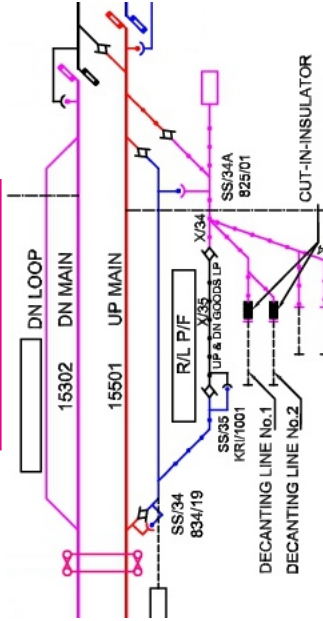 DN LOOP
15302 DN MAIN
15501 UP MAIN
R/L P/F
UP & DN GOODS LP
X/34
X/35
SS/34A
825/01
CUT-IN-INSULATOR
SS/35
KRI/1001
SS/34
834/19
DECANTING LINE No.1
DECANTING LINE No.2